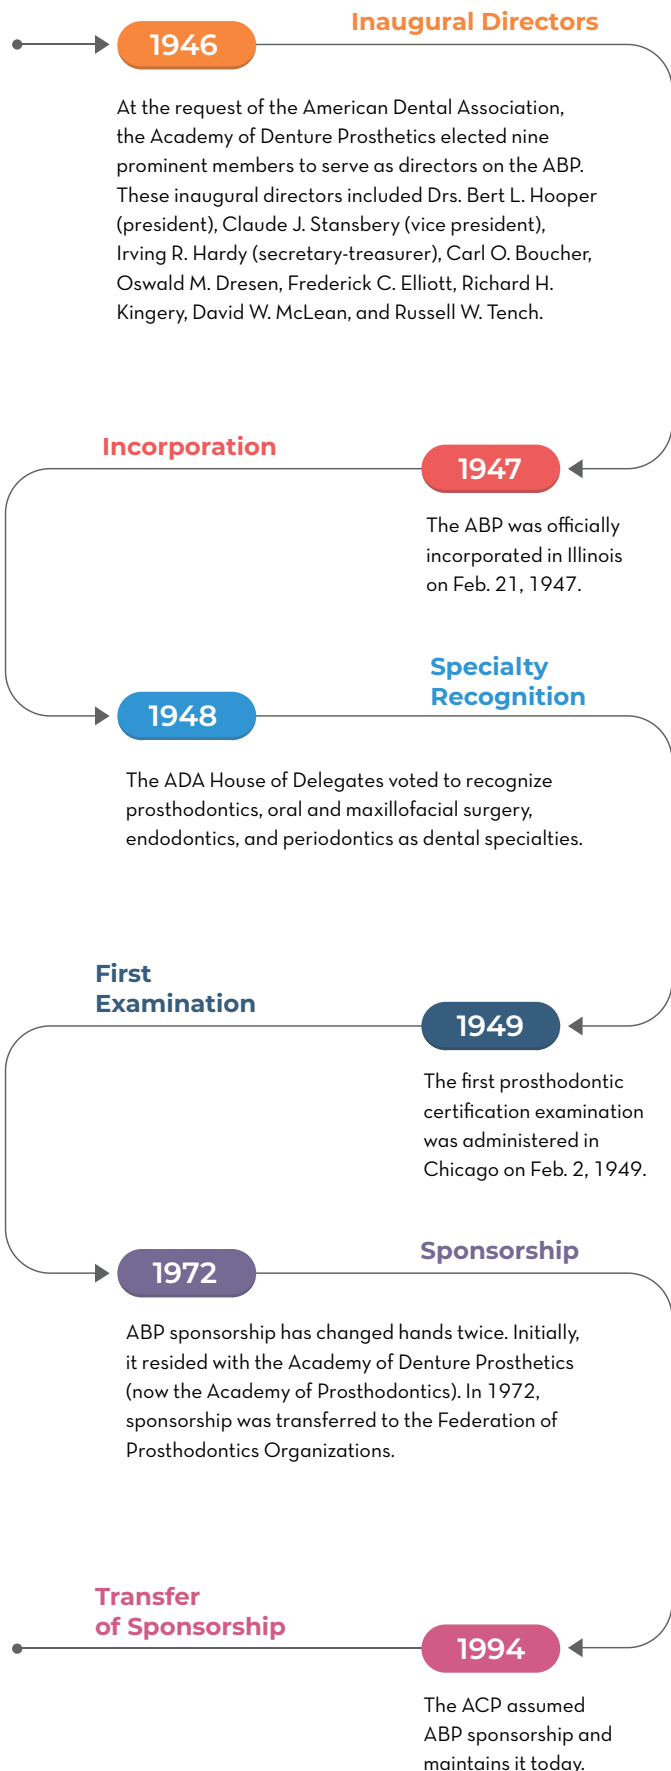 Inaugural Directors
1946
At the request of the American Dental Association,
the Academy of Denture Prosthetics elected nine
prominent members to serve as directors on the ABP.
These inaugural directors included Drs. Bert L. Hooper
(president), Claude J. Stansbery (vice president),
Irving R. Hardy (secretary-treasurer), Carl O. Boucher,
Oswald M. Dresen, Frederick C. Elliott, Richard H.
Kingery, David W. McLean, and Russell W. Tench.
Incorporation
1947
The ABP was officially
incorporated in Illinois
on Feb. 21, 1947.
Specialty
Recognition
1948
The ADA House of Delegates voted to recognize
prosthodontics, oral and maxillofacial surgery,
endodontics, and periodontics as dental specialties.
First
Examination
1949
The first prosthodontic
certification examination
was administered in
Chicago on Feb. 2, 1949.
Sponsorship
1972
ABP sponsorship has changed hands twice. Initially,
it resided with the Academy of Denture Prosthetics
(now the Academy of Prosthodontics). In 1972,
sponsorship was transferred to the Federation of
Prosthodontics Organizations.
Transfer
of Sponsorship
1994
The ACP assumed
ABP sponsorship and
maintains it today.